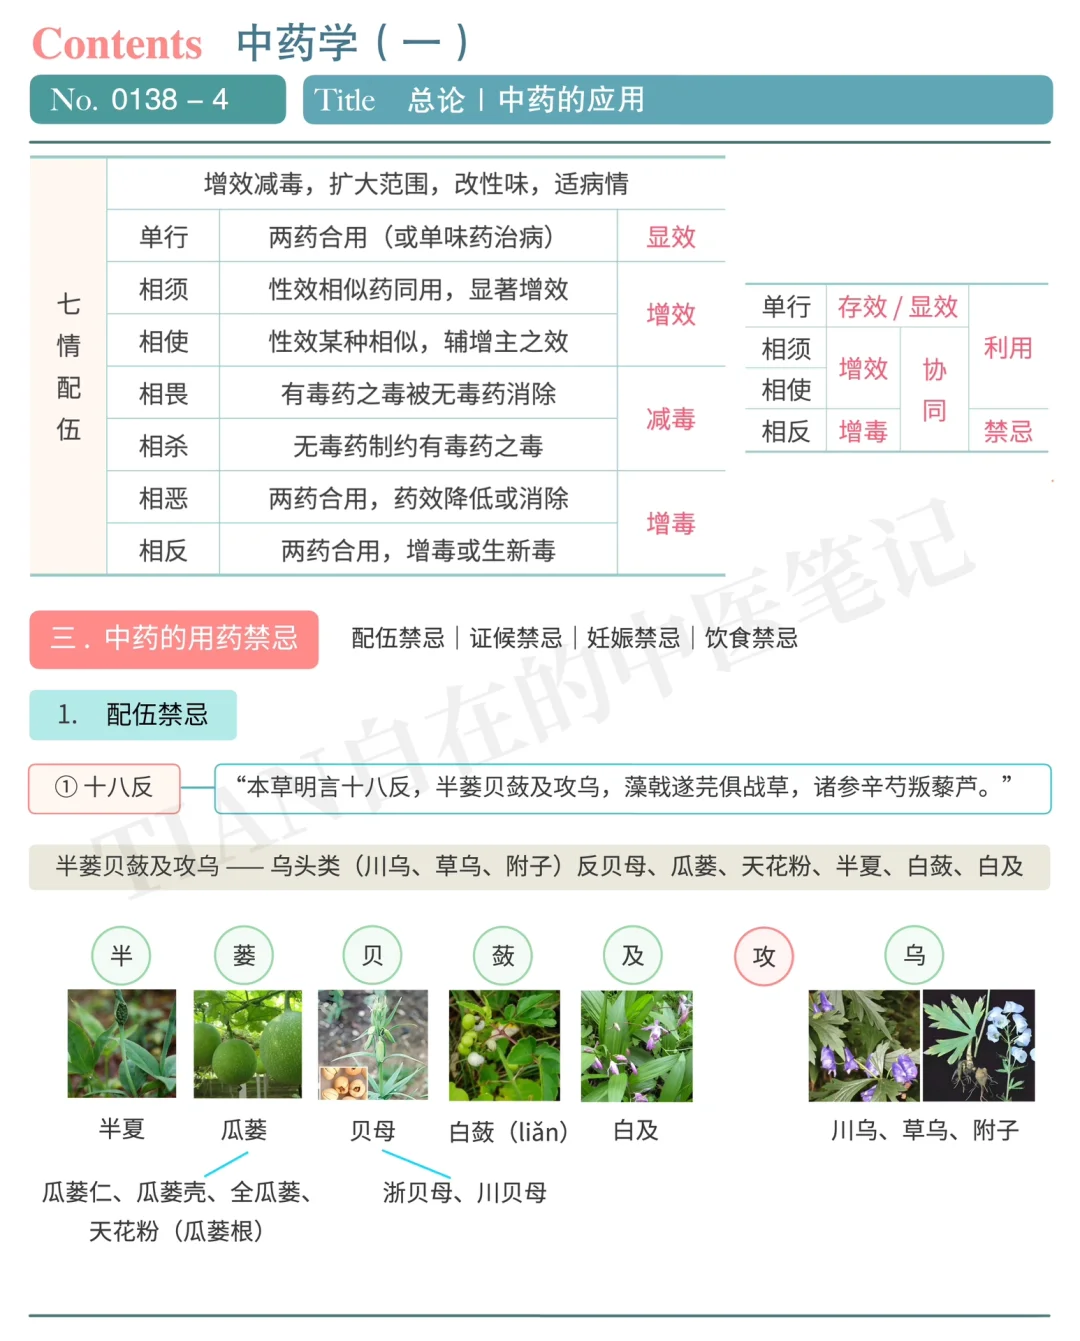 Contents 中药学（一）
No. 0138 – 4
Title 总论 | 中药的应用
七情配伍
增效减毒，扩大范围，改性味，适病情
单行 两药合用（或单味药治病） 显效
相须 性效相似药同用，显著增效
增效
相使 性效某种相似，辅增主之效
相畏 有毒药之毒被无毒药消除
减毒
相杀 无毒药制约有毒药之毒
相恶 两药合用，药效降低或消除
增毒
相反 两药合用，增毒或生新毒
单行 存效 / 显效
利用
相须
增效 协同
相使
相反 增毒 禁忌
三 . 中药的用药禁忌
配伍禁忌｜证候禁忌｜妊娠禁忌｜饮食禁忌
1. 配伍禁忌
① 十八反
“本草明言十八反，半蒌贝蔹及攻乌，藻戟遂芫俱战草，诸参辛芍叛藜芦。”
半蒌贝蔹及攻乌 —— 乌头类（川乌、草乌、附子）反贝母、瓜蒌、天花粉、半夏、白蔹、白及
半 蒌 贝 蔹 及 攻 乌
半夏 瓜蒌 贝母 白蔹（liǎn） 白及 川乌、草乌、附子
瓜蒌仁、瓜蒌壳、全瓜蒌、
天花粉（瓜蒌根）
浙贝母、川贝母
TIAN自在的中医笔记